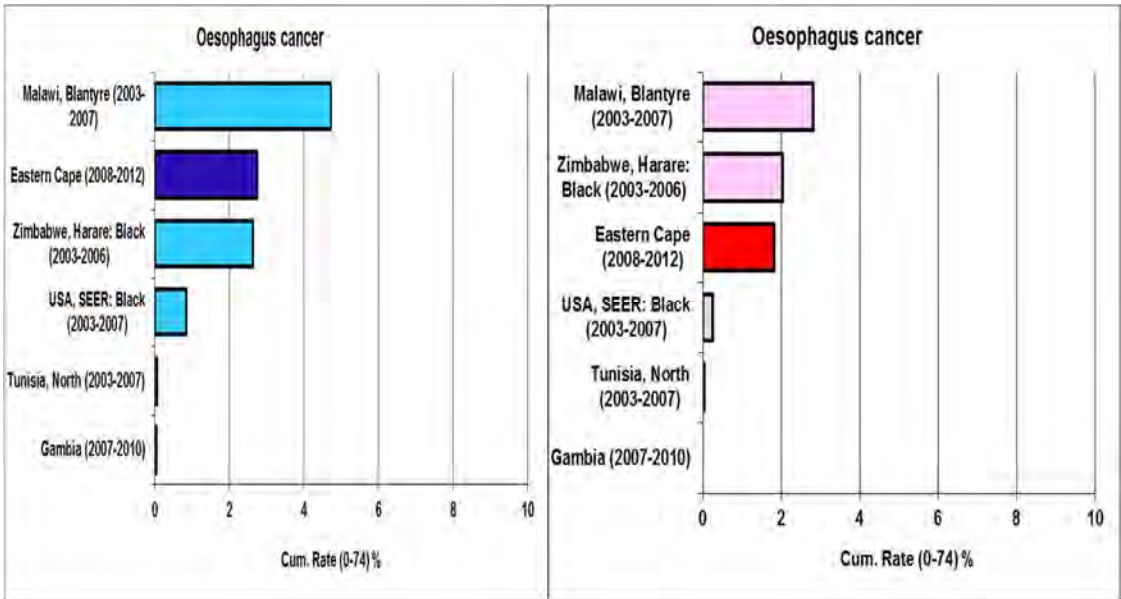 Oesophagus cancer
Malawi, Blantyre (2003-
2007)
Eastern Cape (2008-2012)
Zimbabwe, Harare: Black
(2003-2006)
USA, SEER: Black
(2003-2007)
Tunisia, North (2003-2007)
Gambia (2007-2010)
0 2 4 6 8 10
Cum. Rate (0-74) %
Oesophagus cancer
Malawi, Blantyre
(2003-2007)
Zimbabwe, Harare:
Black (2003-2006)
Eastern Cape
(2008-2012)
USA, SEER: Black
(2003-2007)
Tunisia, North
(2003-2007)
Gambia (2007-2010)
0 2 4 6 8 10
Cum. Rate (0-74) %